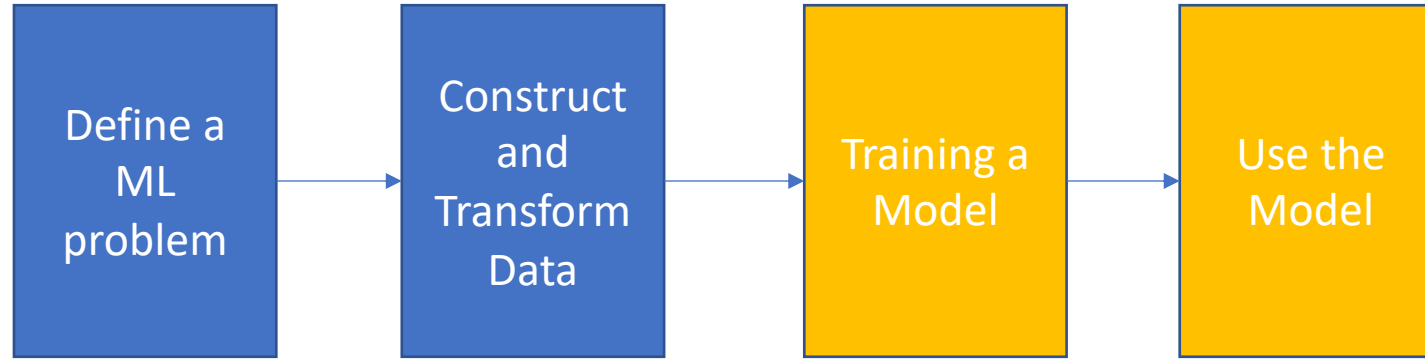 Define a
ML
problem
Construct
and
Transform
Data
Training a
Model
Use the
Model